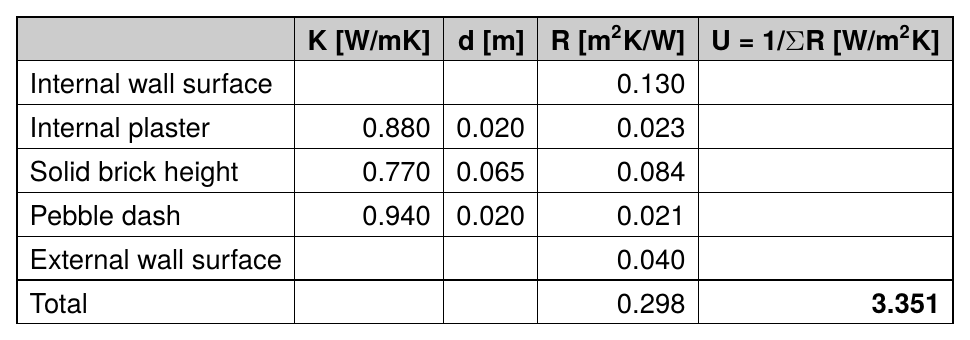 K [W/mK] d [m] R [m²K/W] U = 1/ΣR [W/m²K]
Internal wall surface 0.130
Internal plaster 0.880 0.020 0.023
Solid brick height 0.770 0.065 0.084
Pebble dash 0.940 0.020 0.021
External wall surface 0.040
Total 0.298 3.351